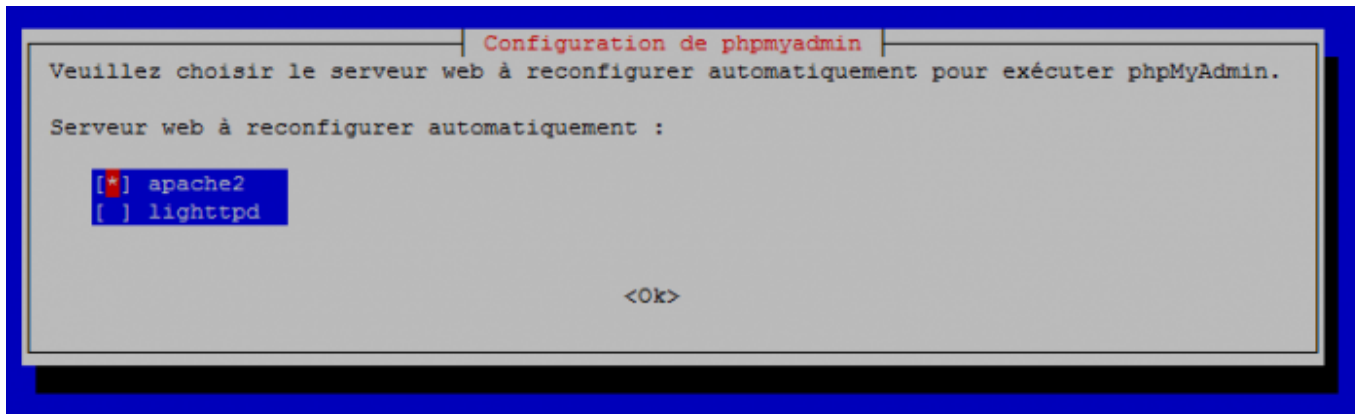 Configuration de phpmyadmin
Veuillez choisir le serveur web à reconfigurer automatiquement pour exécuter phpMyAdmin.
Serveur web à reconfigurer automatiquement :
[*] apache2
[ ] lighttpd
<Ok>